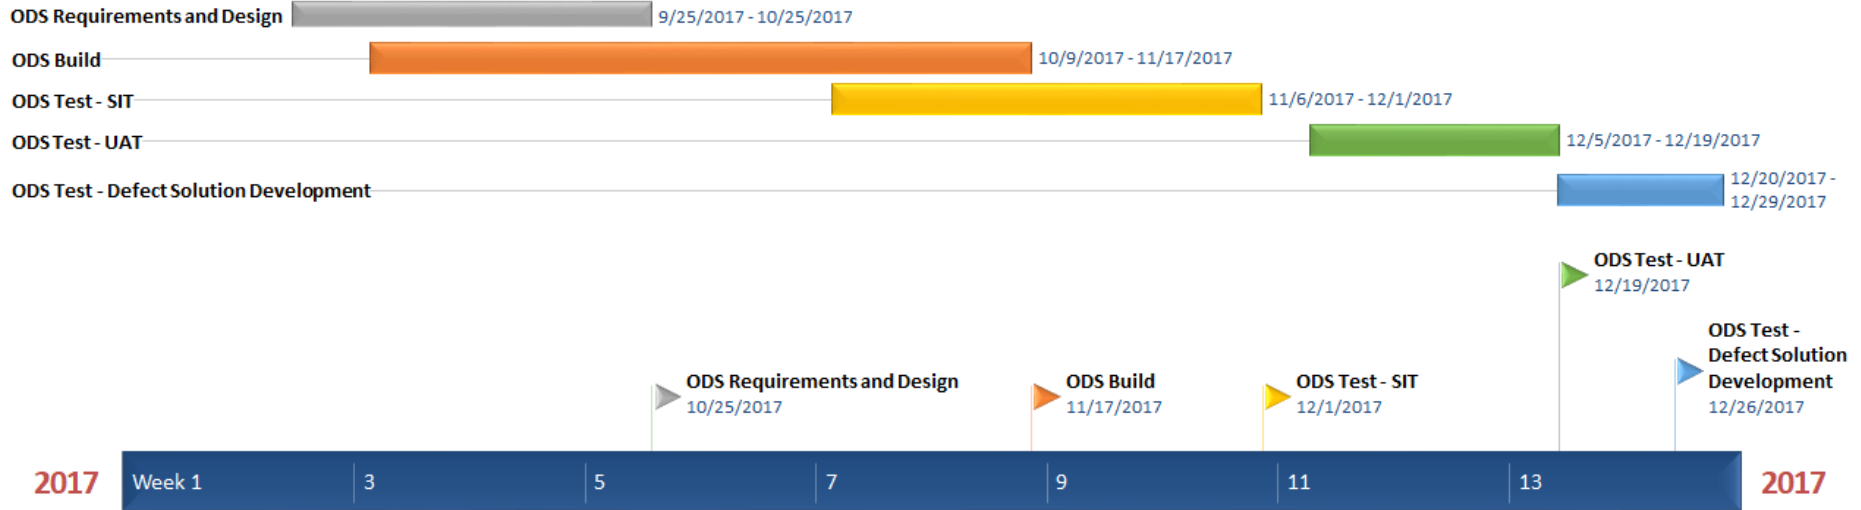 ODS Requirements and Design
9/25/2017 - 10/25/2017
ODS Build
10/9/2017 - 11/17/2017
ODS Test - SIT
11/6/2017 - 12/1/2017
ODS Test - UAT
12/5/2017 - 12/19/2017
ODS Test - Defect Solution Development
12/20/2017 -
12/29/2017
ODS Test - UAT
12/19/2017
ODS Test -
Defect Solution
Development
12/26/2017
ODS Requirements and Design
10/25/2017
ODS Build
11/17/2017
ODS Test - SIT
12/1/2017
2017
Week 1
3
5
7
9
11
13
2017